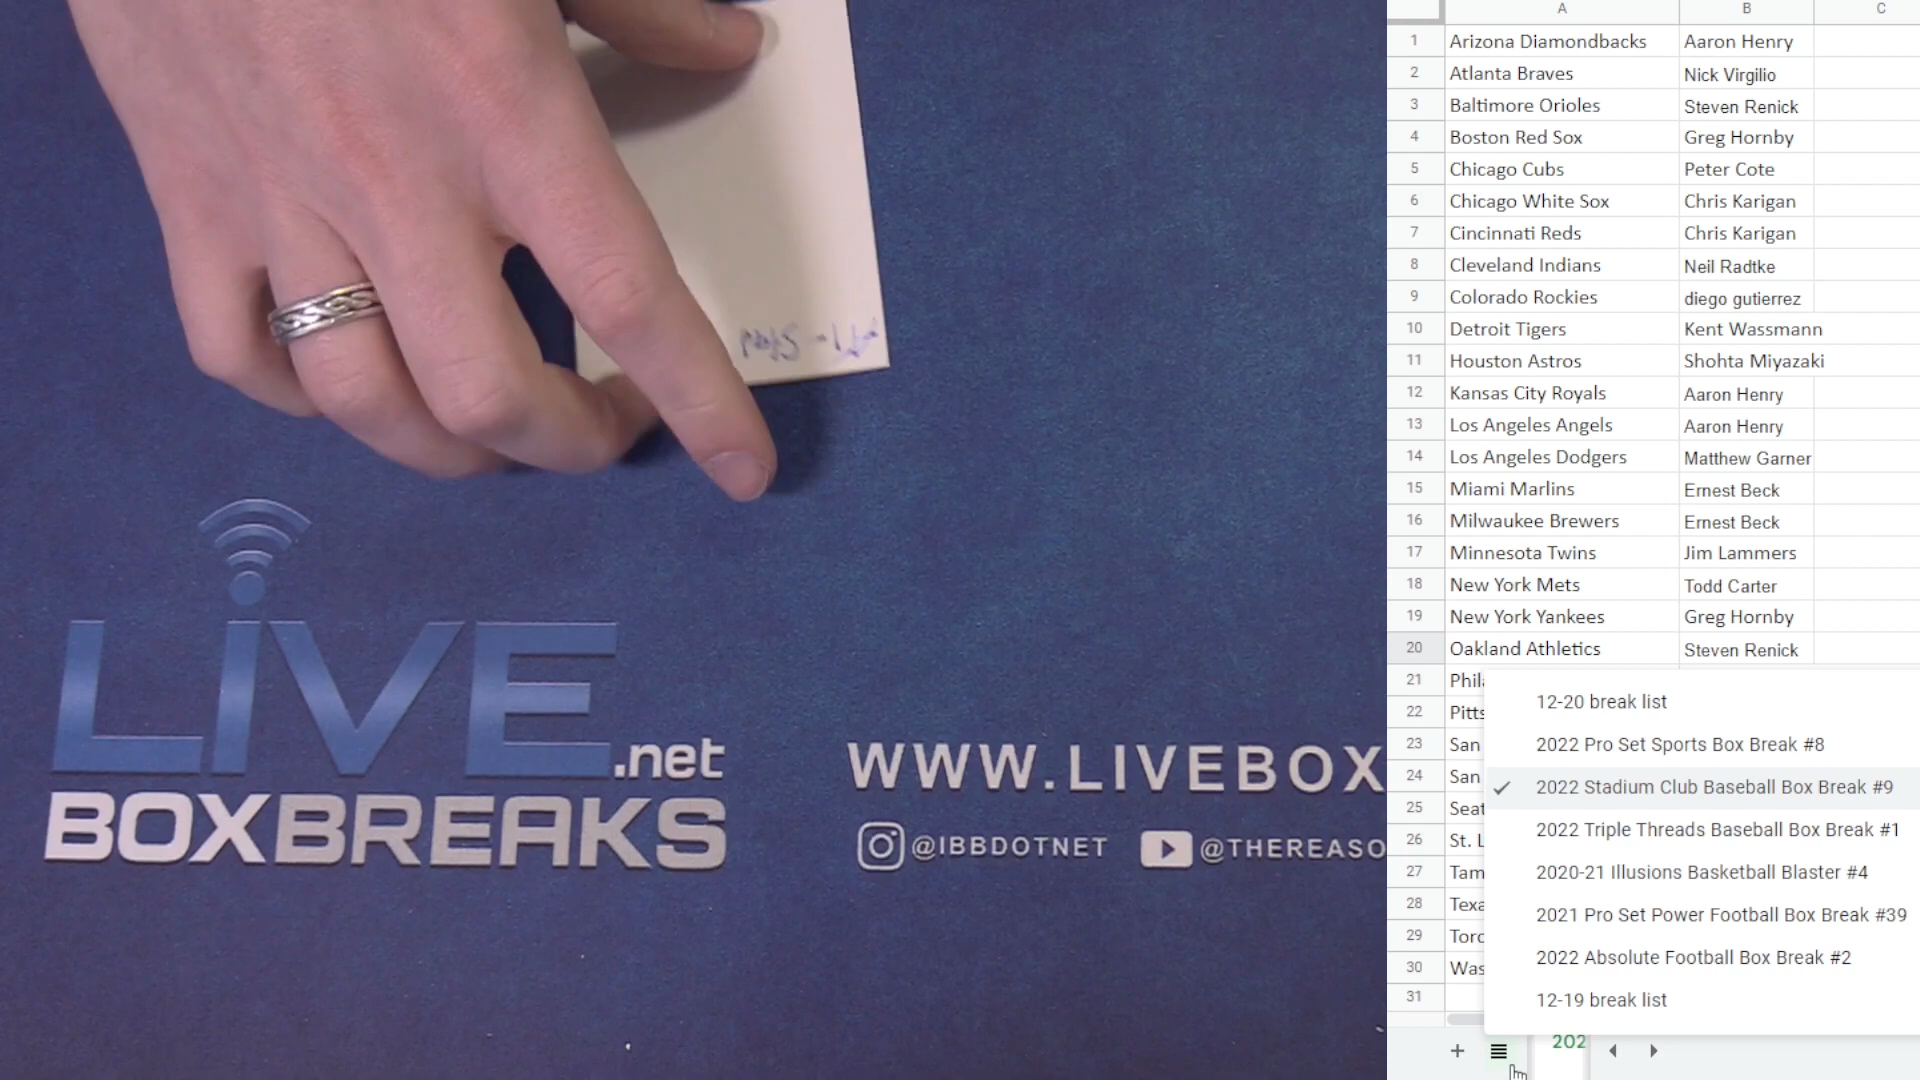 A B C
1 Arizona Diamondbacks Aaron Henry
2 Atlanta Braves Nick Virgilio
3 Baltimore Orioles Steven Renick
4 Boston Red Sox Greg Hornby
5 Chicago Cubs Peter Cote
6 Chicago White Sox Chris Karigan
7 Cincinnati Reds Chris Karigan
8 Cleveland Indians Neil Radtke
9 Colorado Rockies diego gutierrez
10 Detroit Tigers Kent Wassmann
11 Houston Astros Shohta Miyazaki
12 Kansas City Royals Aaron Henry
13 Los Angeles Angels Aaron Henry
14 Los Angeles Dodgers Matthew Garner
15 Miami Marlins Ernest Beck
16 Milwaukee Brewers Ernest Beck
17 Minnesota Twins Jim Lammers
18 New York Mets Todd Carter
19 New York Yankees Greg Hornby
20 Oakland Athletics Steven Renick
21 Phil
22 Pitts
23 San
24 San
25 Seat
26 St. L
27 Tam
28 Texa
29 Toro
30 Was
31
12-20 break list
2022 Pro Set Sports Box Break #8
2022 Stadium Club Baseball Box Break #9
2022 Triple Threads Baseball Box Break #1
2020-21 Illusions Basketball Blaster #4
2021 Pro Set Power Football Box Break #39
2022 Absolute Football Box Break #2
12-19 break list
202
LIVE.net
BOXBREAKS
WWW.LIVEBOX
@IBBDOTNET @THEREASO